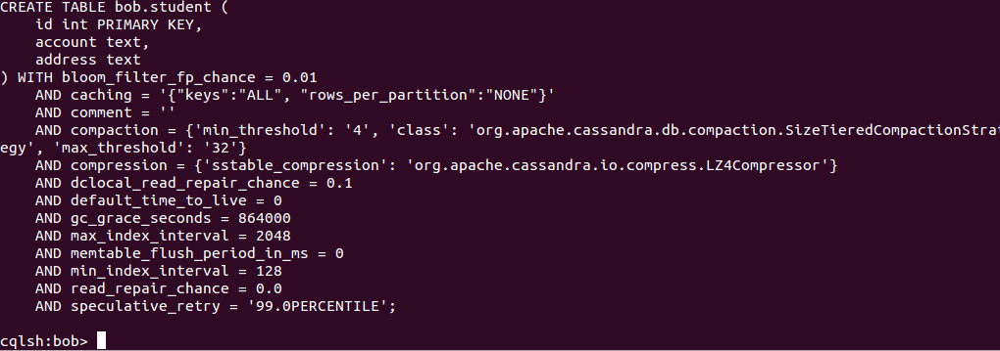 CREATE TABLE bob.student (
    id int PRIMARY KEY,
    account text,
    address text
) WITH bloom_filter_fp_chance = 0.01
    AND caching = '{"keys":"ALL", "rows_per_partition":"NONE"}'
    AND comment = ''
    AND compaction = {'min_threshold': '4', 'class': 'org.apache.cassandra.db.compaction.SizeTieredCompactionStrat
egy', 'max_threshold': '32'}
    AND compression = {'sstable_compression': 'org.apache.cassandra.io.compress.LZ4Compressor'}
    AND dclocal_read_repair_chance = 0.1
    AND default_time_to_live = 0
    AND gc_grace_seconds = 864000
    AND max_index_interval = 2048
    AND memtable_flush_period_in_ms = 0
    AND min_index_interval = 128
    AND read_repair_chance = 0.0
    AND speculative_retry = '99.0PERCENTILE';
cqlsh:bob>